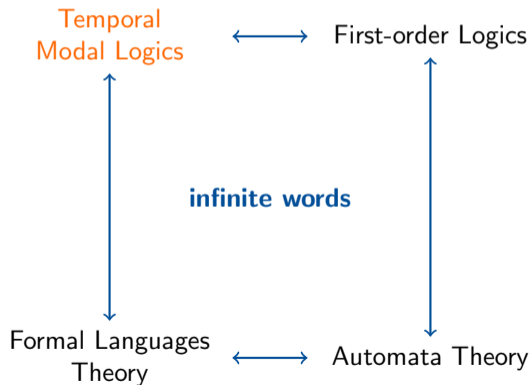 Temporal
Modal Logics
First-order Logics
infinite words
Formal Languages
Theory
Automata Theory